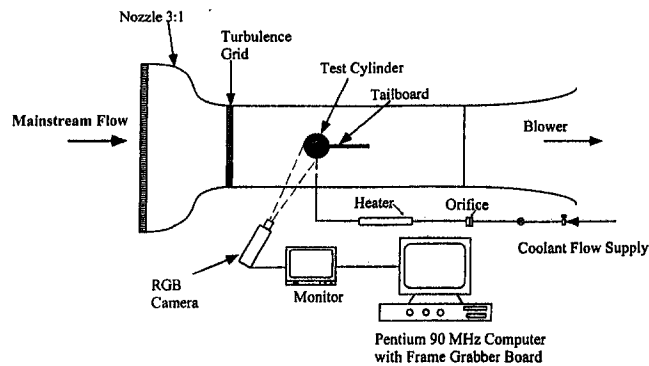 Nozzle 3:1
Turbulence
Grid
Test Cylinder
Tailboard
Mainstream Flow
Blower
Heater
Orifice
Coolant Flow Supply
RGB
Camera
Monitor
Pentium 90 MHz Computer
with Frame Grabber Board